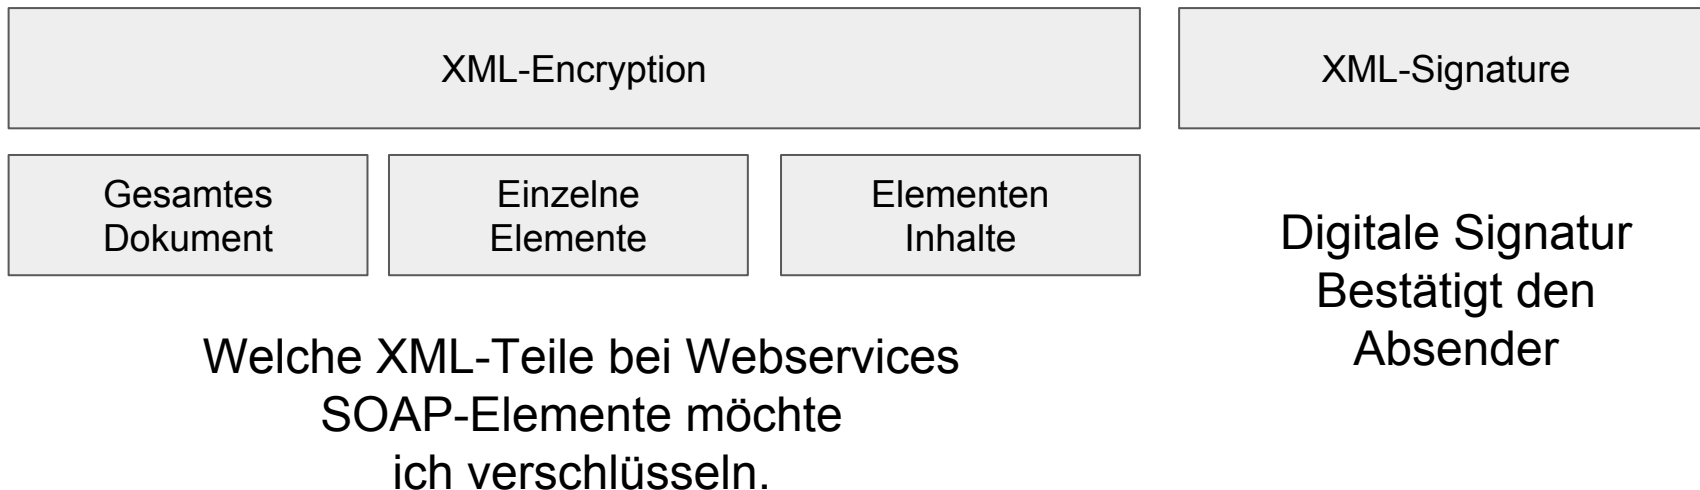 XML-Encryption
XML-Signature
Gesamtes
Dokument
Einzelne
Elemente
Elementen
Inhalte
Digitale Signatur
Bestätigt den
Absender
Welche XML-Teile bei Webservices
SOAP-Elemente möchte
ich verschlüsseln.